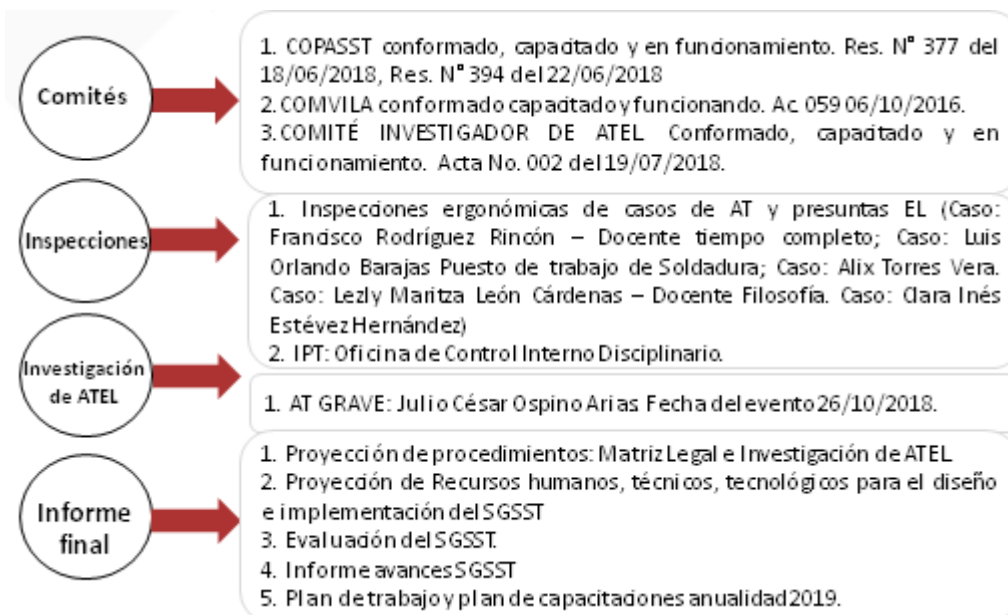 Comités
1. COPASST conformado, capacitado y en funcionamiento. Res. N° 377 del
18/06/2018, Res. N° 394 del 22/06/2018
2. COMVILA conformado capacitado y funcionando. Ac. 059 06/10/2016.
3. COMITÉ INVESTIGADOR DE ATEL Conformado, capacitado y en
funcionamiento. Acta No. 002 del 19/07/2018.
Inspecciones
1. Inspecciones ergonómicas de casos de AT y presuntas EL (Caso:
Francisco Rodríguez Rincón – Docente tiempo completo; Caso: Luis
Orlando Barajas Puesto de trabajo de Soldadura; Caso: Alix Torres Vera.
Caso: Lezly Maritza León Cárdenas – Docente Filosofía. Caso: Clara Inés
Estévez Hernández)
2. IPT: Oficina de Control Interno Disciplinario.
Investigación
de ATEL
1. AT GRAVE: Julio César Ospino Arias. Fecha del evento 26/10/2018.
Informe
final
1. Proyección de procedimientos: Matriz Legal e Investigación de ATEL
2. Proyección de Recursos humanos, técnicos, tecnológicos para el diseño
e implementación del SGSST
3. Evaluación del SGSST.
4. Informe avances SGSST
5. Plan de trabajo y plan de capacitaciones anualidad 2019.